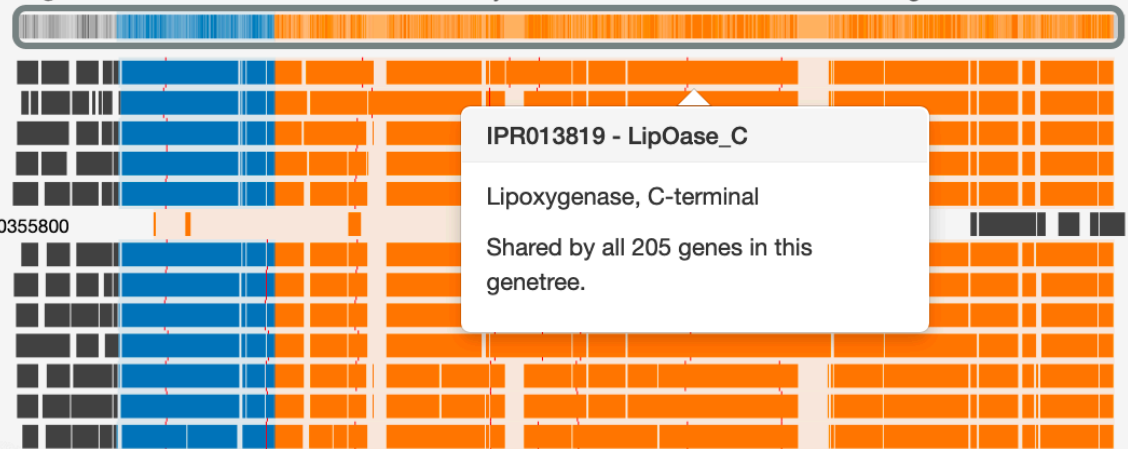 IPR013819 - LipOase_C
Lipoxygenase, C-terminal
0355800
Shared by all 205 genes in this
genetree.